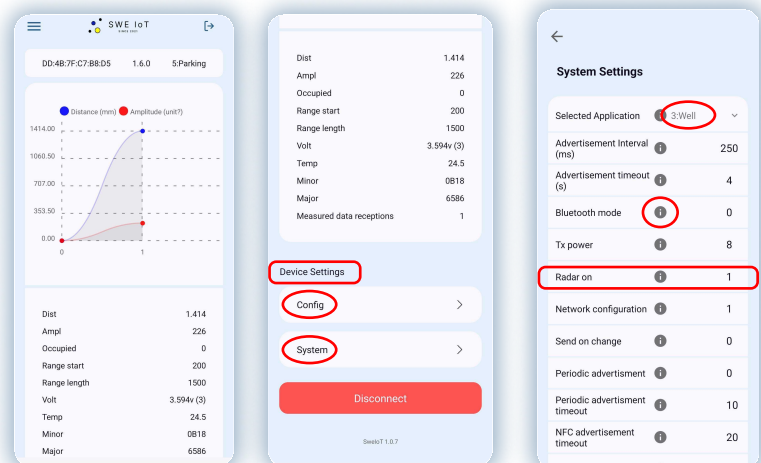 SWE IoT
SINCE 2021
DD:4B:7F:C7:B8:D5 1.6.0 5:Parking
Distance (mm) Amplitude (unit?)
1414.00
1060.50
707.00
353.50
0.00
0 1
Dist 1.414
Ampl 226
Occupied 0
Range start 200
Range length 1500
Volt 3.594v (3)
Temp 24.5
Minor 0B18
Major 6586
Dist 1.414
Ampl 226
Occupied 0
Range start 200
Range length 1500
Volt 3.594v (3)
Temp 24.5
Minor 0B18
Major 6586
Measured data receptions 1
Device Settings
Config
System
Disconnect
SweIoT 1.0.7
System Settings
Selected Application 3:Well
Advertisement Interval
(ms) 250
Advertisement timeout
(s) 4
Bluetooth mode 0
Tx power 8
Radar on 1
Network configuration 1
Send on change 0
Periodic advertisment 0
Periodic advertisment
timeout 10
NFC advertisement
timeout 20